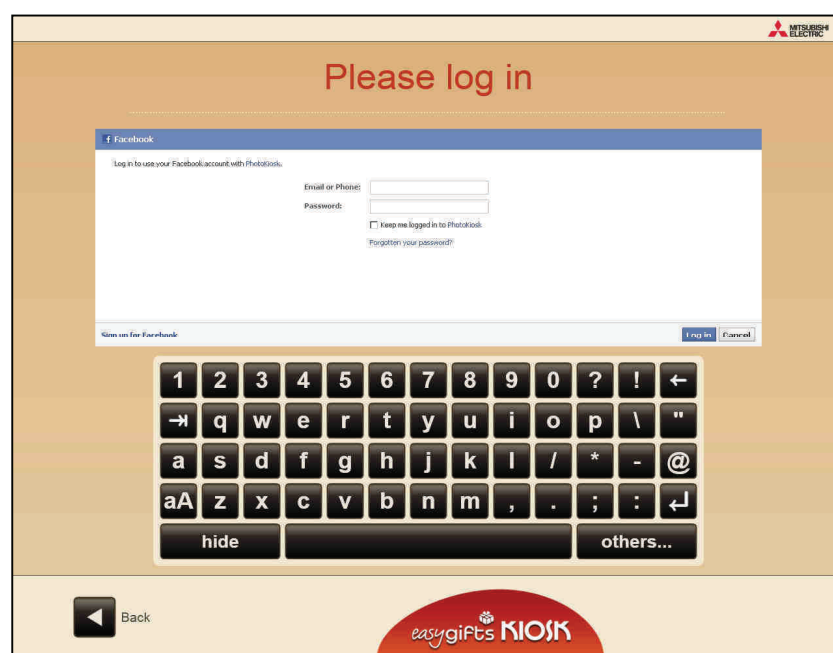 MITSUBISHI
ELECTRIC
Please log in
Facebook
Log in to use your Facebook account with PhotoKiosk.
Email or Phone:
Password:
Keep me logged in to PhotoKiosk
Forgotten your password?
Sign up for Facebook
Log in Cancel
1 2 3 4 5 6 7 8 9 0 ? ! ←
⇥ q w e r t y u i o p \ "
a s d f g h j k l / * - @
aA z x c v b n m , . ; : ↵
hide others...
Back
easygifts KIOSK